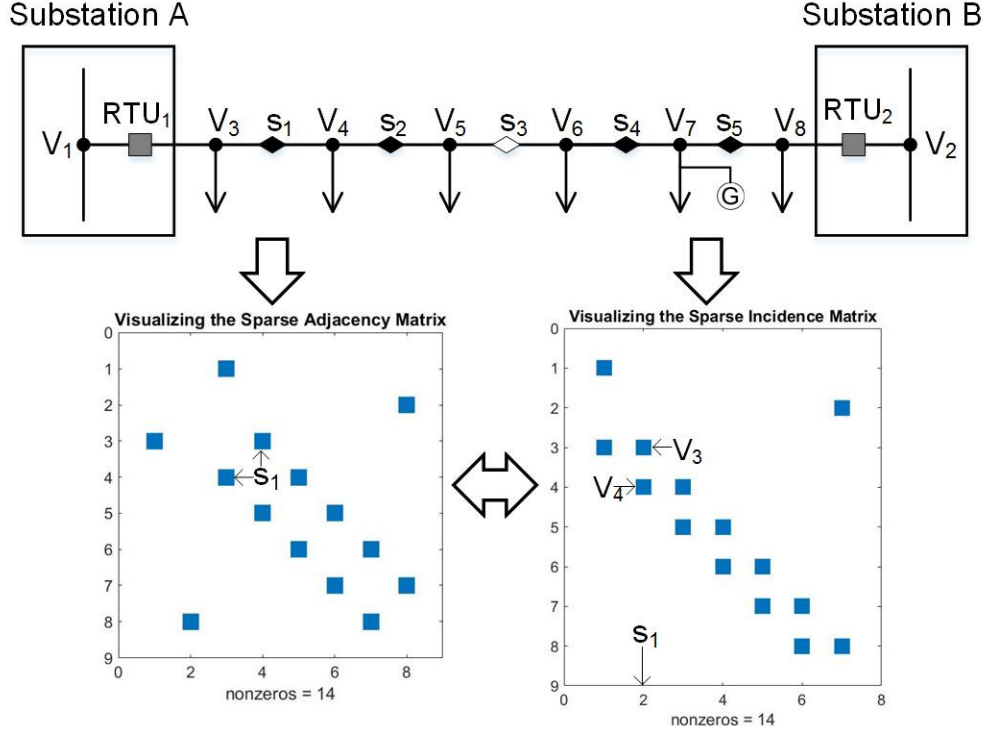 Substation A
Substation B
V1 RTU1 V3 s1 V4 s2 V5 s3 V6 s4 V7 s5 V8 RTU2 V2
G
Visualizing the Sparse Adjacency Matrix
0
1
2
3
4
5
6
7
8
9
s1
0 2 4 6 8
nonzeros = 14
Visualizing the Sparse Incidence Matrix
0
1
2
3
4
5
6
7
8
9
V3
V4
s1
0 2 4 6 8
nonzeros = 14